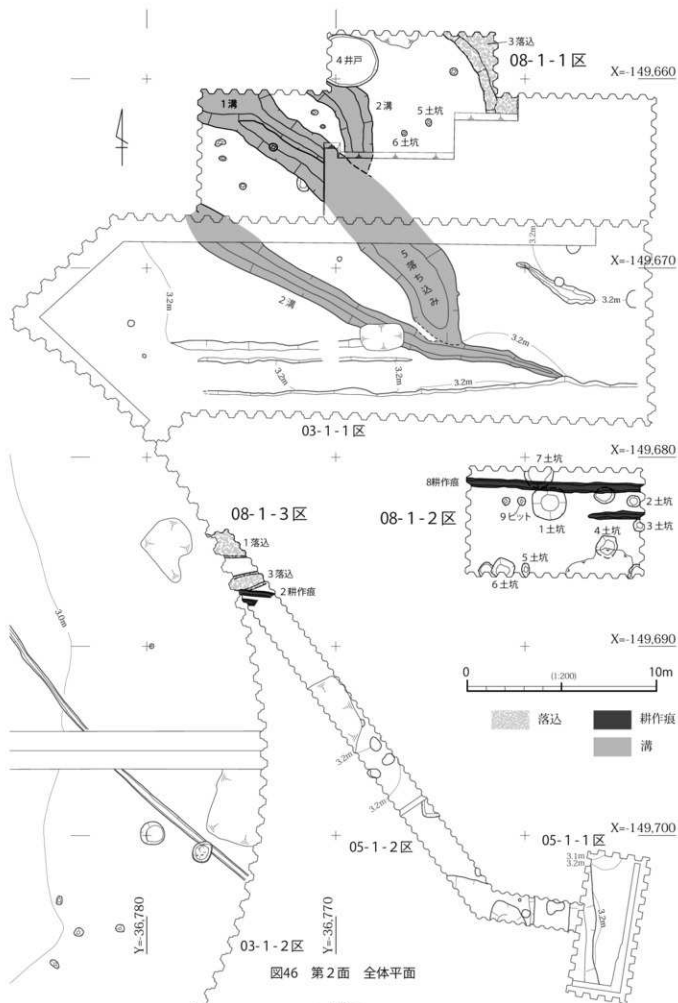 3落込
4井戸
08-1-1区
X=-149,660
1溝
2溝
5土坑
6土坑
3.2m
X=-149,670
5落ち込み
3.2m
2溝
3.2m
3.2m
3.2m
3.2m
03-1-1区
X=-149,680
7土坑
8耕作痕
08-1-3区
08-1-2区
2土坑
9ピット
1土坑
4土坑
3土坑
1落込
5土坑
3落込
6土坑
2耕作痕
3.0m
X=-149,690
0
(1:200)
10m
落込
耕作痕
溝
3.2m
3.2m
X=-149,700
05-1-2区
05-1-1区
3.1m
3.2m
3.2m
Y=-36,780
Y=-36,770
03-1-2区
図46 第2面 全体平面